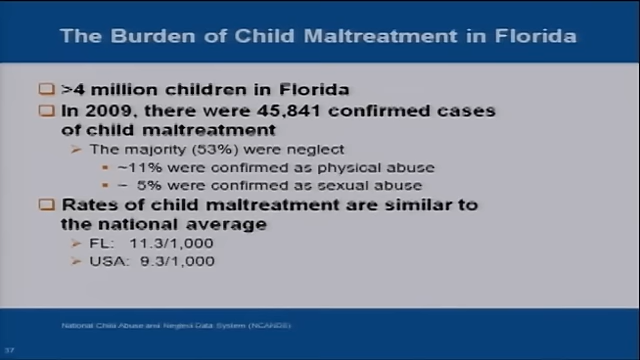 The Burden of Child Maltreatment in Florida
>4 million children in Florida
In 2009, there were 45,841 confirmed cases
of child maltreatment
The majority (53%) were neglect
~11% were confirmed as physical abuse
~ 5% were confirmed as sexual abuse
Rates of child maltreatment are similar to
the national average
FL: 11.3/1,000
USA: 9.3/1,000
National Child Abuse and Neglect Data System (NCANDS)
37